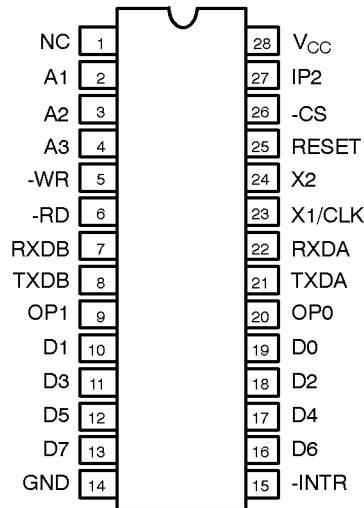 NC 1 28 VCC
A1 2 27 IP2
A2 3 26 -CS
A3 4 25 RESET
-WR 5 24 X2
-RD 6 23 X1/CLK
RXDB 7 22 RXDA
TXDB 8 21 TXDA
OP1 9 20 OP0
D1 10 19 D0
D3 11 18 D2
D5 12 17 D4
D7 13 16 D6
GND 14 15 -INTR